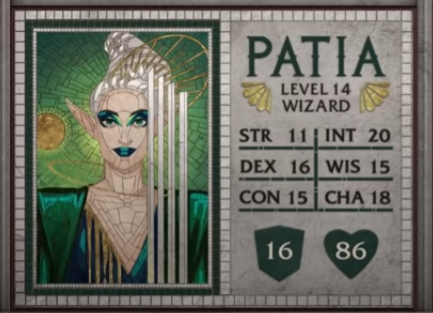 PATIA
LEVEL 14
WIZARD
STR 11 INT 20
DEX 16 WIS 15
CON 15 CHA 18
16 86